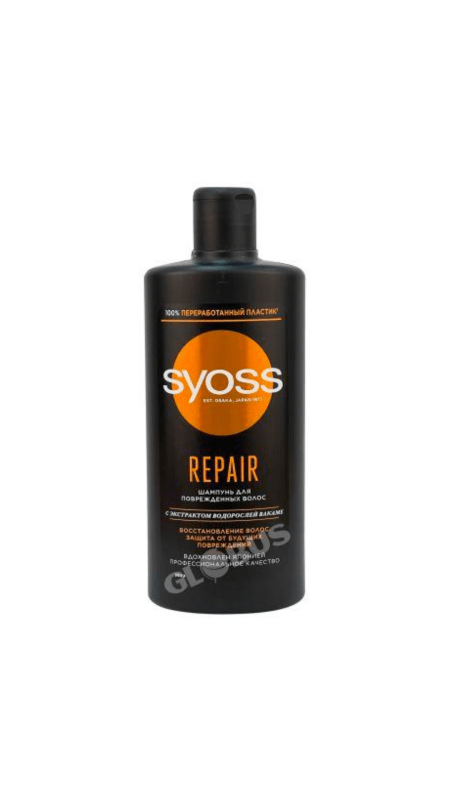 100% ПЕРЕРАБОТАННЫЙ ПЛАСТИК*
syoss
EST. OSAKA, JAPAN 1977
REPAIR
ШАМПУНЬ ДЛЯ
ПОВРЕЖДЕННЫХ ВОЛОС
С ЭКСТРАКТОМ ВОДОРОСЛЕЙ ВАКАМЕ
ВОССТАНОВЛЕНИЕ ВОЛОС,
ЗАЩИТА ОТ БУДУЩИХ
ПОВРЕЖДЕНИЙ
ВДОХНОВЛЕН ЯПОНИЕЙ
ПРОФЕССИОНАЛЬНОЕ КАЧЕСТВО
GLOBUS